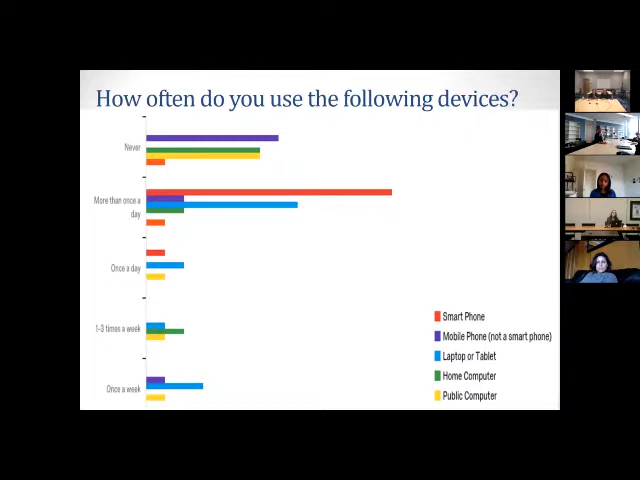 How often do you use the following devices?
Never
More than once a
day
Once a day
1-3 times a week
Once a week
Smart Phone
Mobile Phone (not a smart phone)
Laptop or Tablet
Home Computer
Public Computer